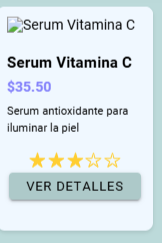 Serum Vitamina C
Serum Vitamina C
$35.50
Serum antioxidante para
iluminar la piel
★★★☆☆
VER DETALLES